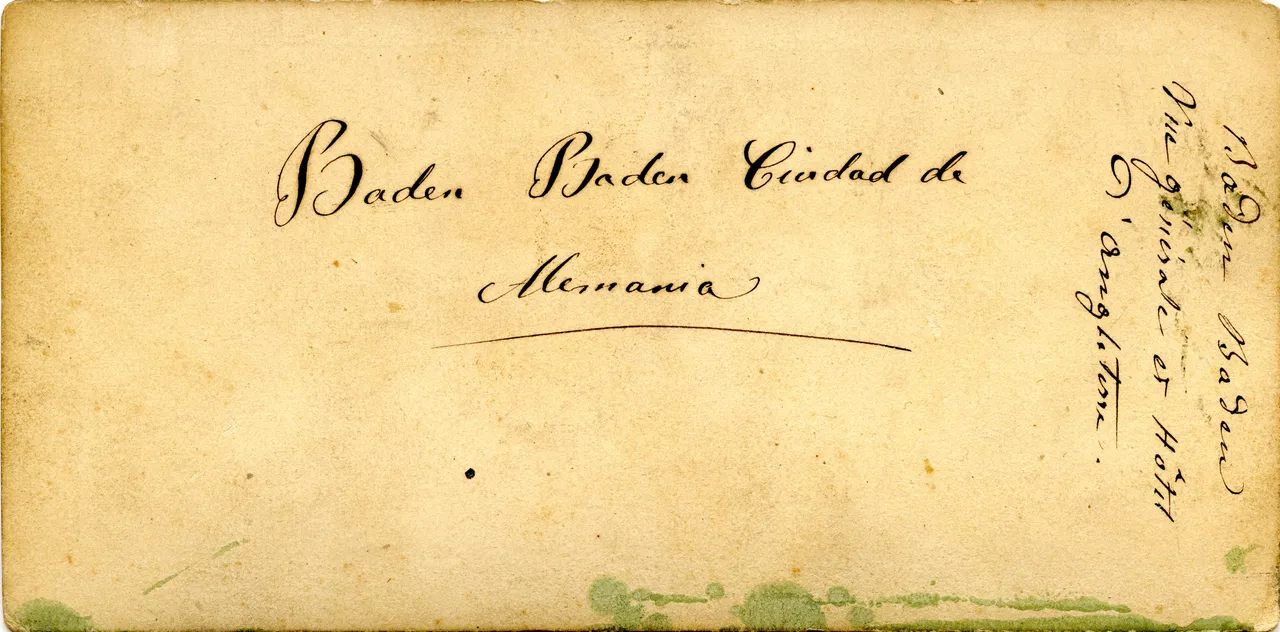 Baden Baden Ciudad de
Alemania
Baden Baden
Vue générale et Hôtel
D'angleterre.